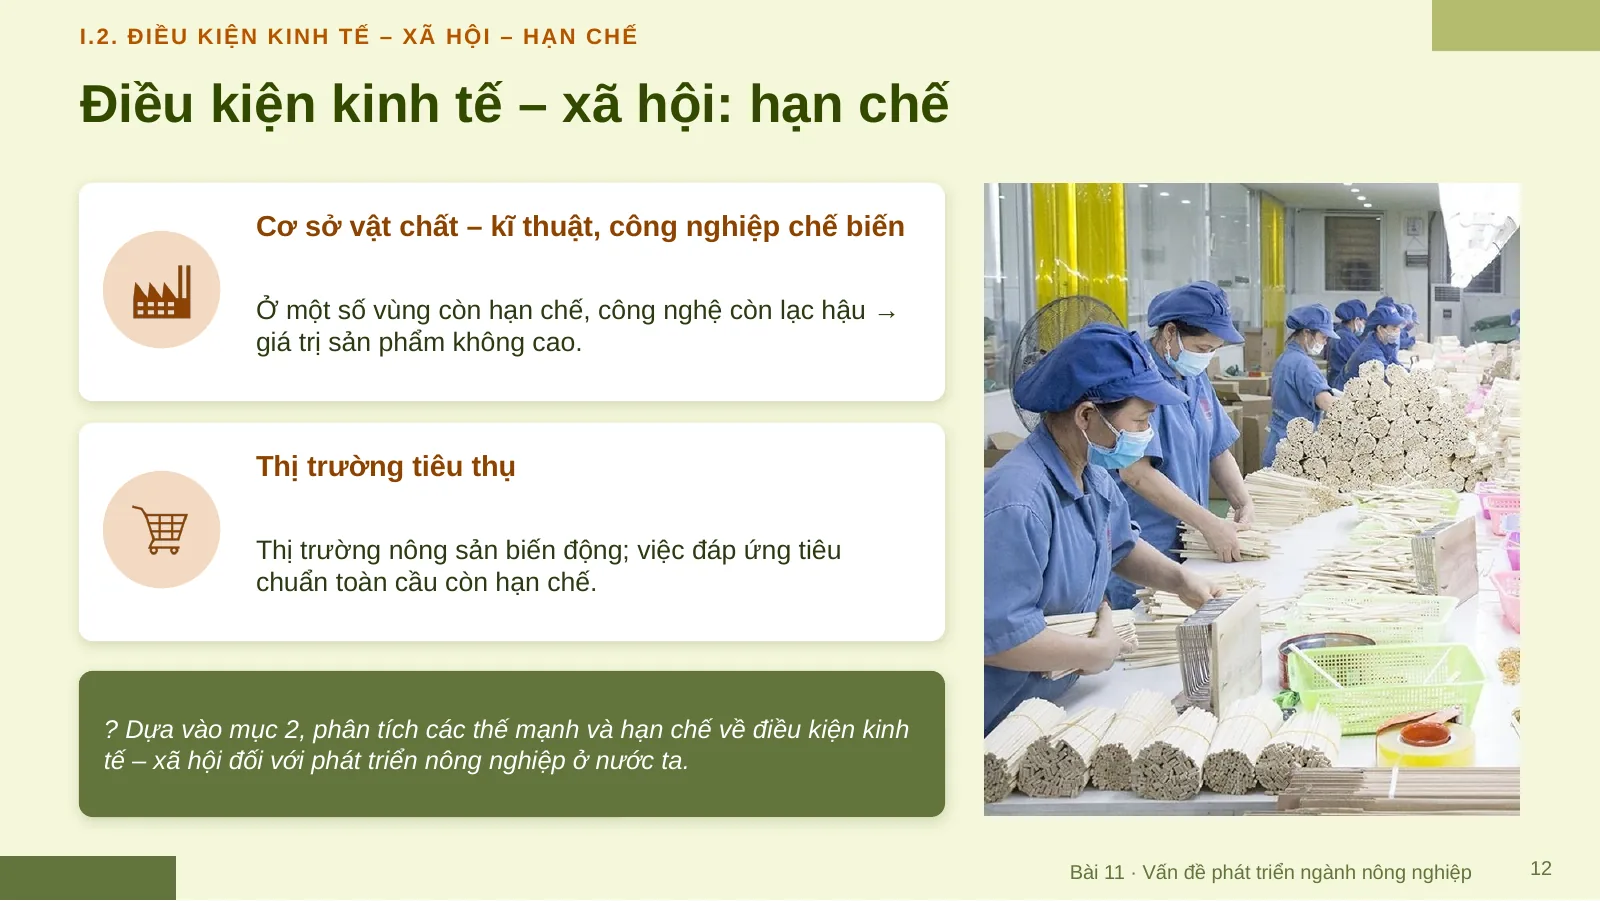 I.2. ĐIỀU KIỆN KINH TẾ – XÃ HỘI – HẠN CHẾ
Điều kiện kinh tế – xã hội: hạn chế
Cơ sở vật chất – kĩ thuật, công nghiệp chế biến
Ở một số vùng còn hạn chế, công nghệ còn lạc hậu →
giá trị sản phẩm không cao.
Thị trường tiêu thụ
Thị trường nông sản biến động; việc đáp ứng tiêu
chuẩn toàn cầu còn hạn chế.
? Dựa vào mục 2, phân tích các thế mạnh và hạn chế về điều kiện kinh
tế – xã hội đối với phát triển nông nghiệp ở nước ta.
Bài 11 · Vấn đề phát triển ngành nông nghiệp
12